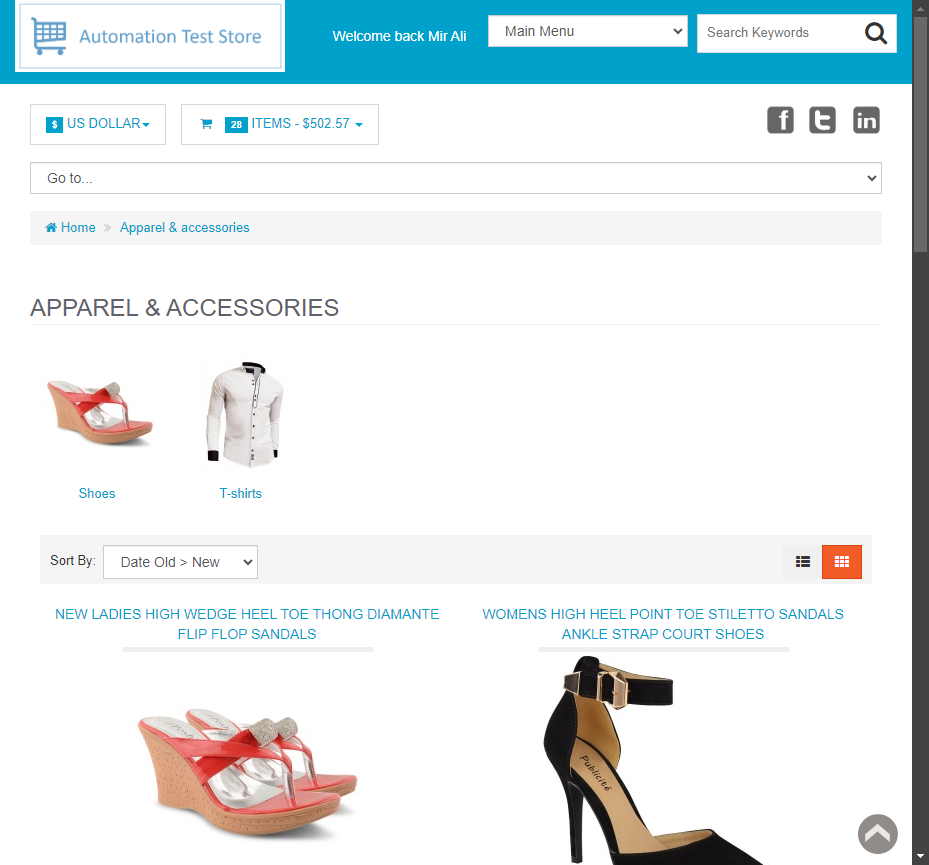 Automation Test Store
Welcome back Mir Ali
Main Menu
Search Keywords
$ US DOLLAR
28 ITEMS - $502.57
f t in
Go to...
Home » Apparel & accessories
APPAREL & ACCESSORIES
Shoes
T-shirts
Sort By: Date Old > New
NEW LADIES HIGH WEDGE HEEL TOE THONG DIAMANTE
FLIP FLOP SANDALS
WOMENS HIGH HEEL POINT TOE STILETTO SANDALS
ANKLE STRAP COURT SHOES
Publicité